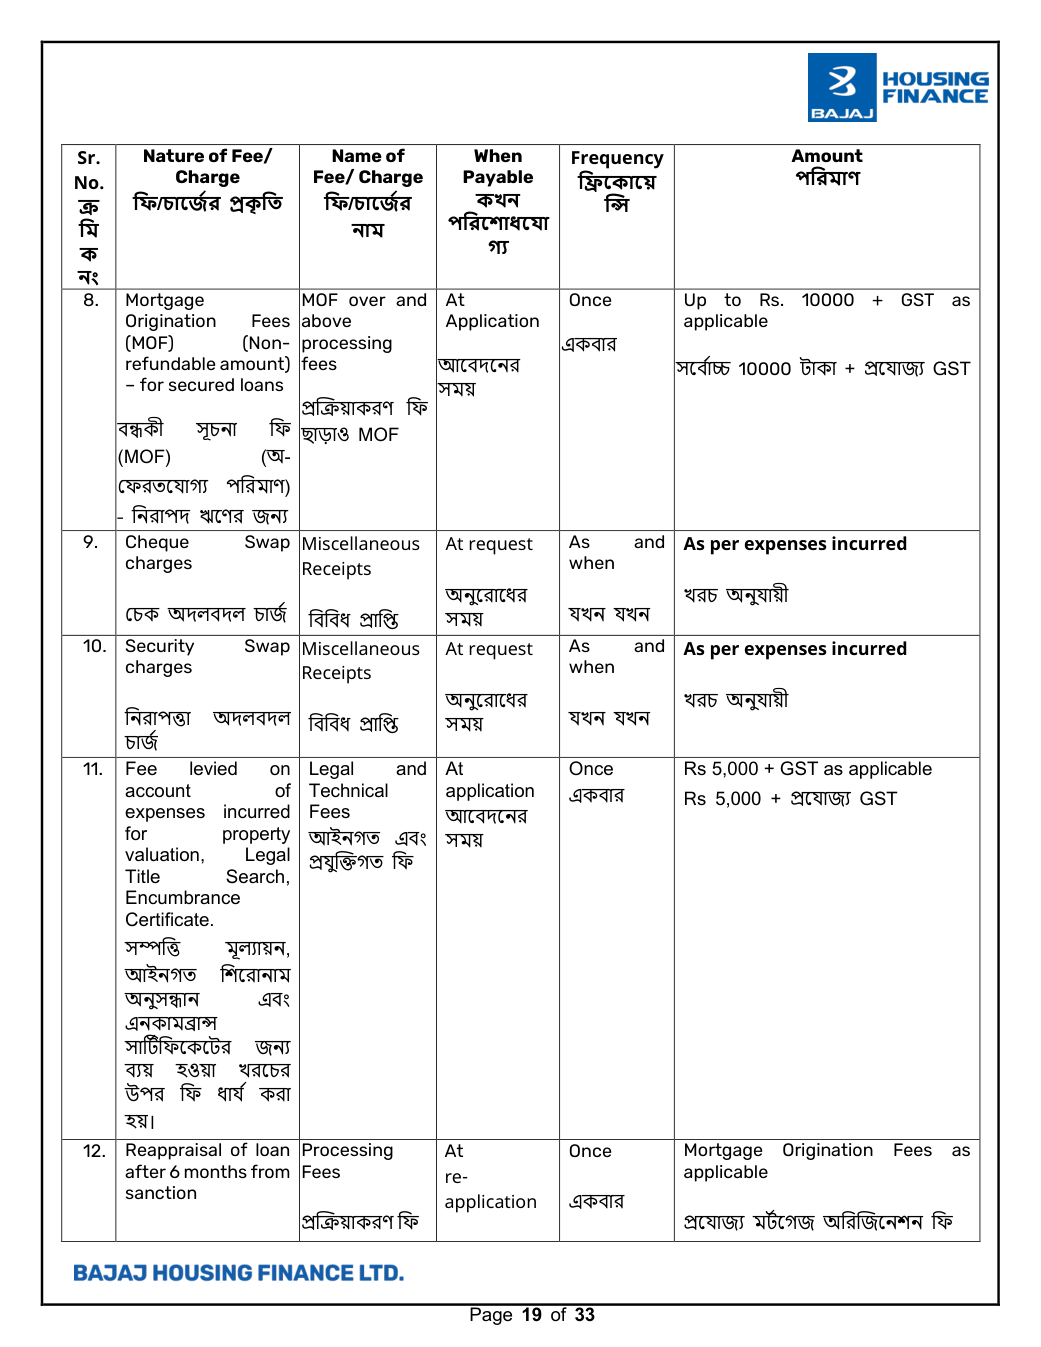 HOUSING
FINANCE
BAJAJ
Sr.
No.
ক্র
মি
ক
নং
Nature of Fee/
Charge
ফি/চার্জের প্রকৃতি
Name of
Fee/ Charge
ফি/চার্জের
নাম
When
Payable
কখন
পরিশোধযো
গ্য
Frequency
ফ্রিকোয়ে
ন্সি
Amount
পরিমাণ
8.
Mortgage
Origination Fees
(MOF) (Non-
refundable amount)
– for secured loans
বন্ধকী সূচনা ফি
(MOF) (অ-
ফেরতযোগ্য পরিমাণ)
- নিরাপদ ঋণের জন্য
MOF over and
above
processing
fees
প্রক্রিয়াকরণ ফি
ছাড়াও MOF
At
Application
আবেদনের
সময়
Once
একবার
Up to Rs. 10000 + GST as
applicable
সর্বোচ্চ 10000 টাকা + প্রযোজ্য GST
9.
Cheque Swap
charges
চেক অদলবদল চার্জ
Miscellaneous
Receipts
বিবিধ প্রাপ্তি
At request
অনুরোধের
সময়
As and
when
যখন যখন
As per expenses incurred
খরচ অনুযায়ী
10.
Security Swap
charges
নিরাপত্তা অদলবদল
চার্জ
Miscellaneous
Receipts
বিবিধ প্রাপ্তি
At request
অনুরোধের
সময়
As and
when
যখন যখন
As per expenses incurred
খরচ অনুযায়ী
11.
Fee levied on
account of
expenses incurred
for property
valuation, Legal
Title Search,
Encumbrance
Certificate.
সম্পত্তি মূল্যায়ন,
আইনগত শিরোনাম
অনুসন্ধান এবং
এনকামব্রান্স
সার্টিফিকেটের জন্য
ব্যয় হওয়া খরচের
উপর ফি ধার্য করা
হয়।
Legal and
Technical
Fees
আইনগত এবং
প্রযুক্তিগত ফি
At
application
আবেদনের
সময়
Once
একবার
Rs 5,000 + GST as applicable
Rs 5,000 + প্রযোজ্য GST
12.
Reappraisal of loan
after 6 months from
sanction
Processing
Fees
প্রক্রিয়াকরণ ফি
At
re-
application
Once
একবার
Mortgage Origination Fees as
applicable
প্রযোজ্য মর্টগেজ অরিজিনেশন ফি
BAJAJ HOUSING FINANCE LTD.
Page 19 of 33